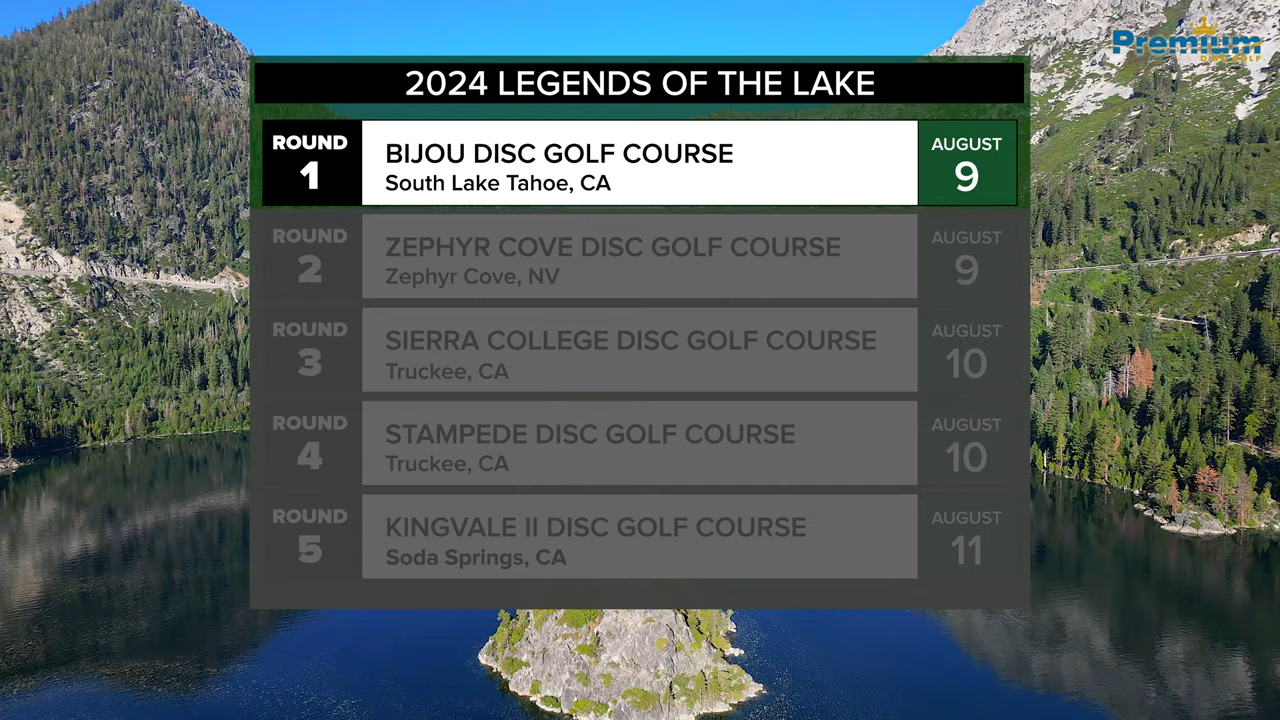 Premium
DISC GOLF
2024 LEGENDS OF THE LAKE
ROUND
1
BIJOU DISC GOLF COURSE
South Lake Tahoe, CA
AUGUST
9
ROUND
2
ZEPHYR COVE DISC GOLF COURSE
Zephyr Cove, NV
AUGUST
9
ROUND
3
SIERRA COLLEGE DISC GOLF COURSE
Truckee, CA
AUGUST
10
ROUND
4
STAMPEDE DISC GOLF COURSE
Truckee, CA
AUGUST
10
ROUND
5
KINGVALE II DISC GOLF COURSE
Soda Springs, CA
AUGUST
11